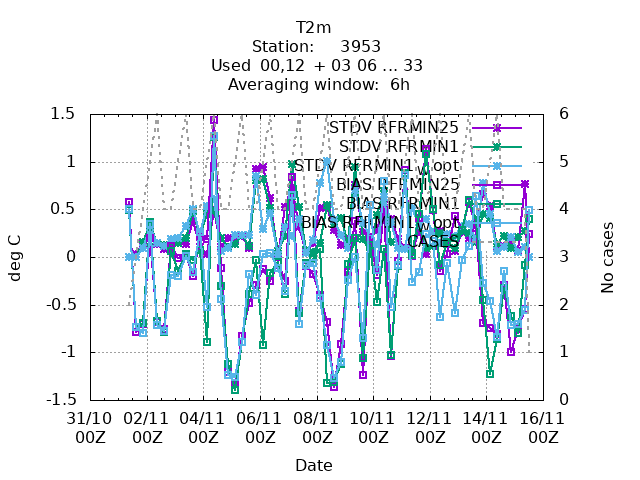 T2m
Station: 3953
Used 00,12 + 03 06 ... 33
Averaging window: 6h
deg C
1.5
1
0.5
0
-0.5
-1
-1.5
6
5
4
3
2
1
0
No cases
STDV RFRMIN25
STDV RFRMIN1
STDV RFRMIN1_w_opt
BIAS RFRMIN25
BIAS RFRMIN1
BIAS RFRMIN1_w_opt
CASES
31/10 02/11 04/11 06/11 08/11 10/11 12/11 14/11 16/11
00Z 00Z 00Z 00Z 00Z 00Z 00Z 00Z 00Z
Date